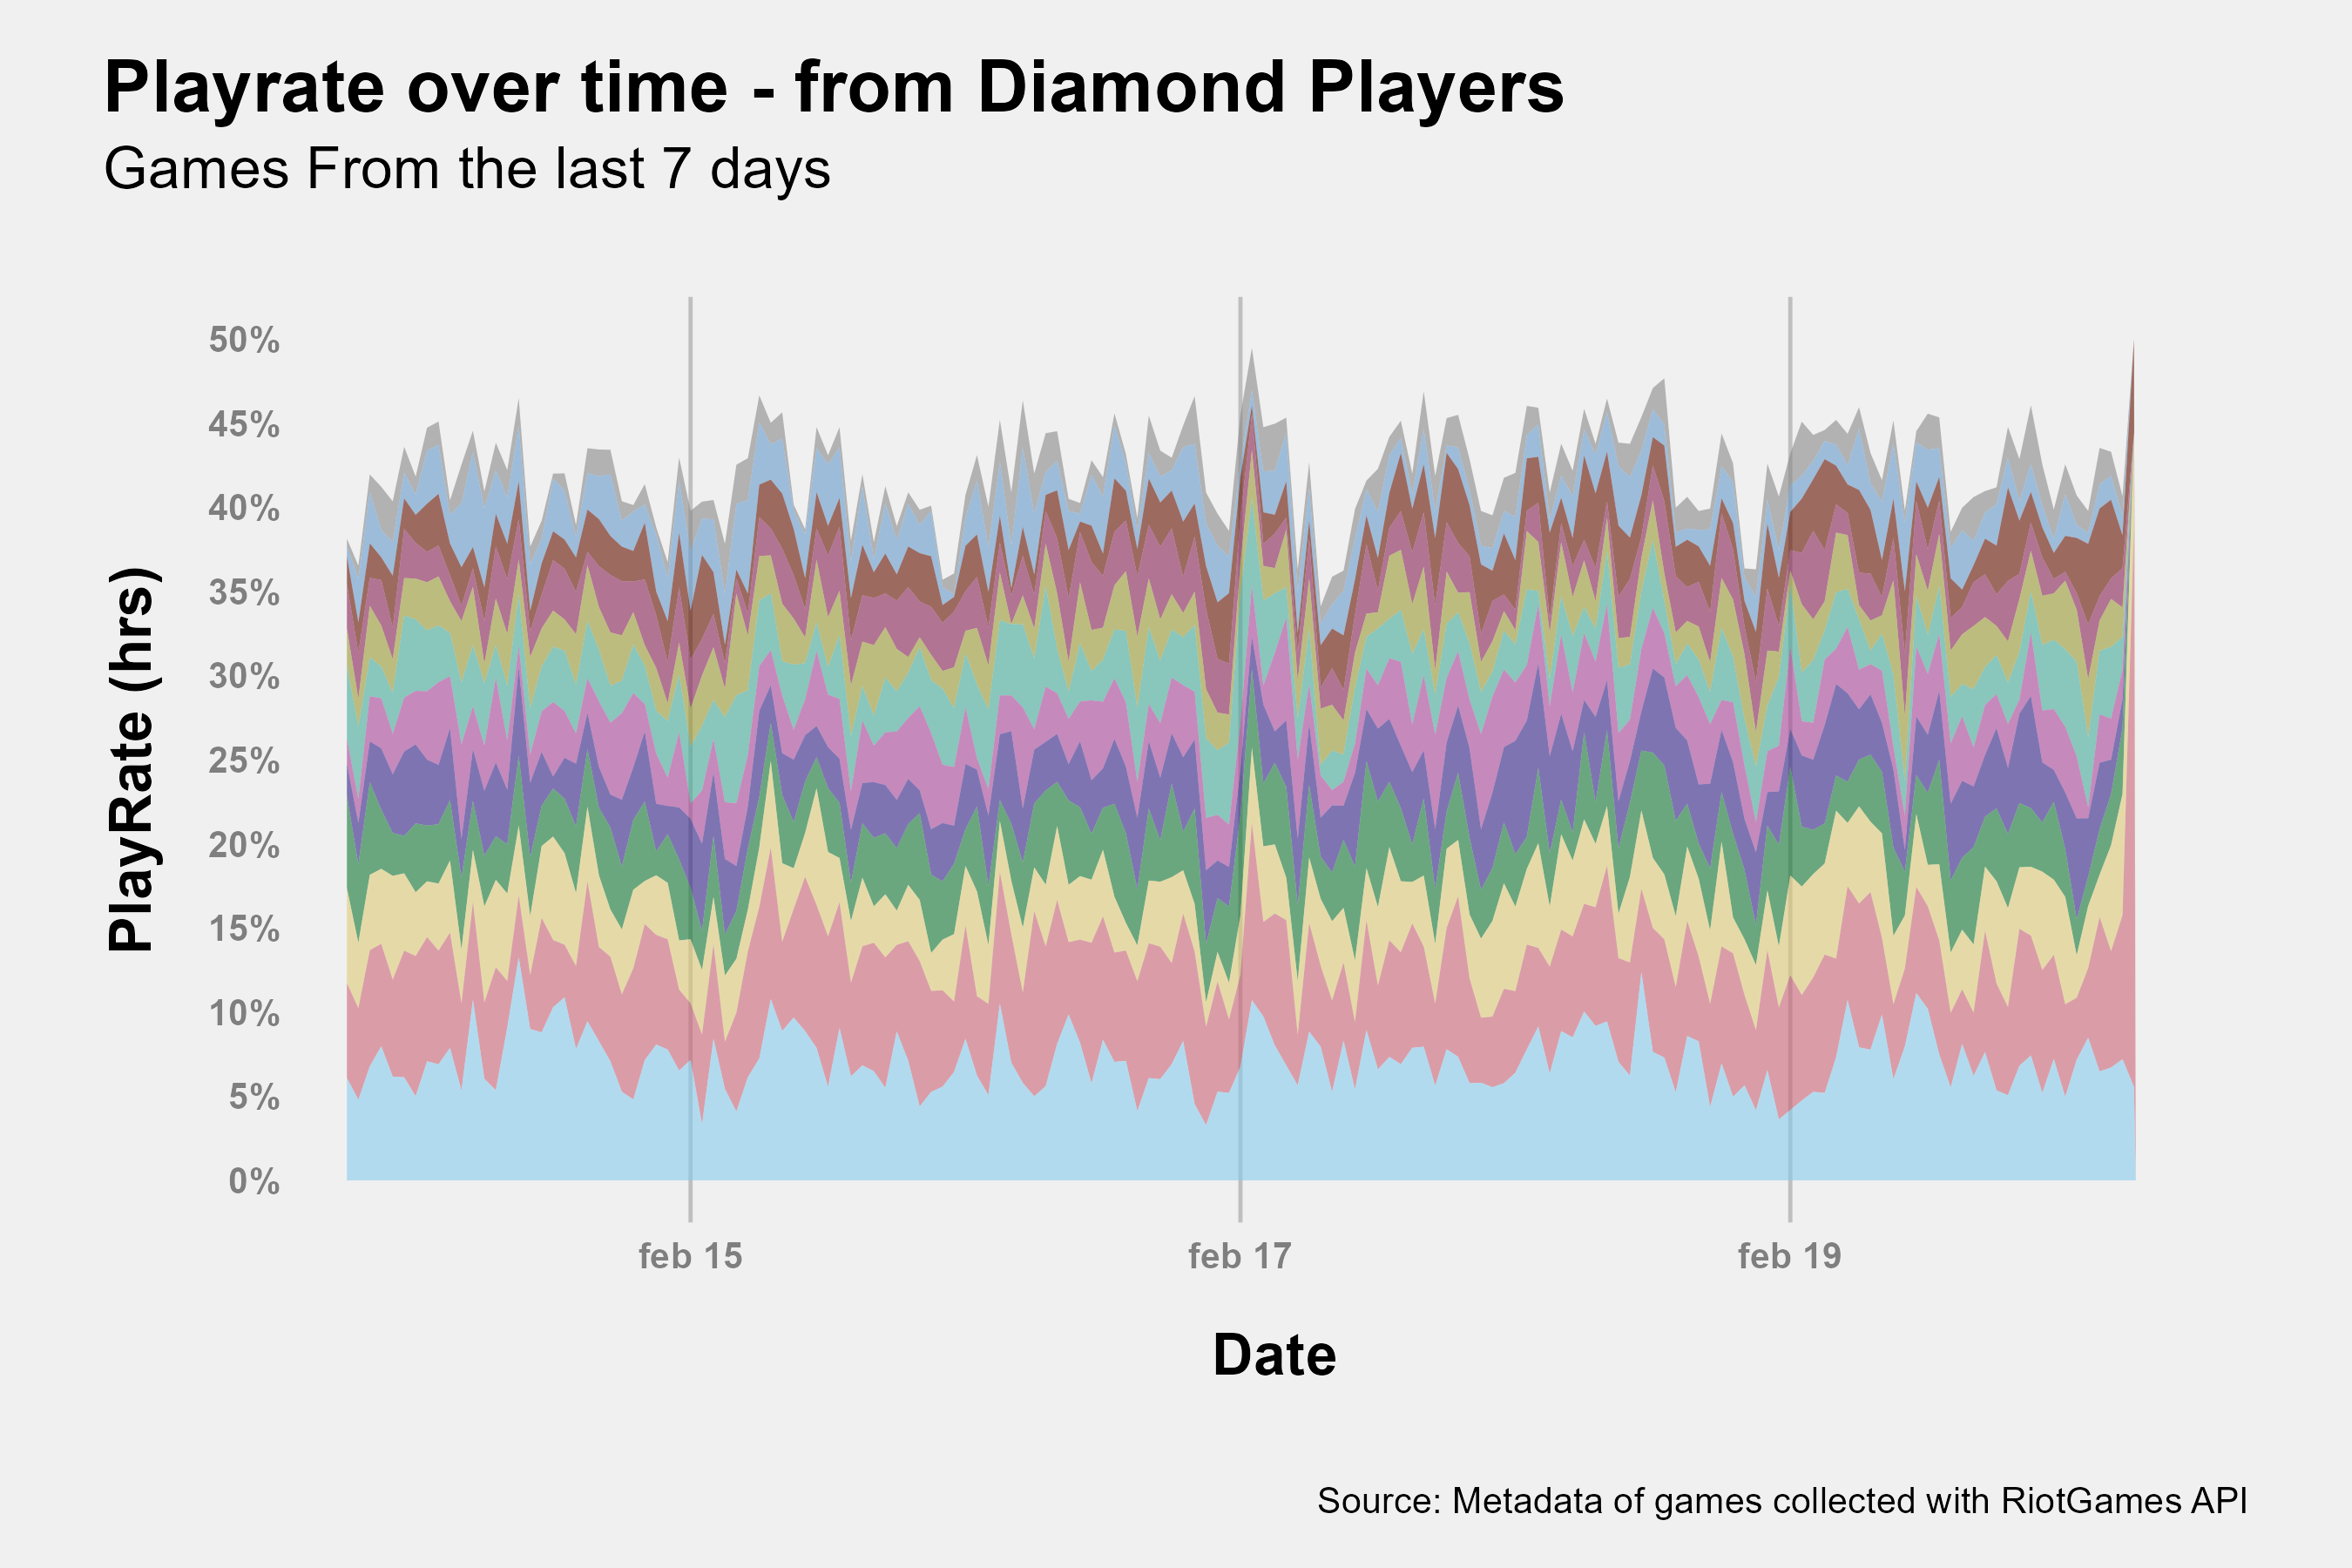 Playrate over time - from Diamond Players
Games From the last 7 days
PlayRate (hrs)
50%
45%
40%
35%
30%
25%
20%
15%
10%
5%
0%
feb 15
feb 17
feb 19
Date
Source: Metadata of games collected with RiotGames API